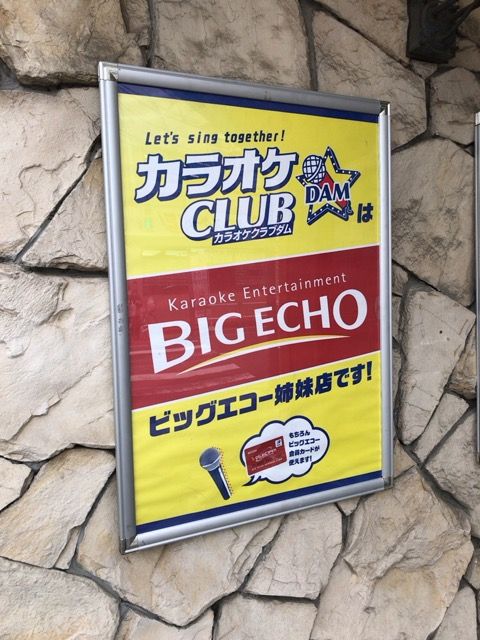 Let's sing together!
カラオケ
CLUB
DAM
は
カラオケクラブダム
Karaoke Entertainment
BIG ECHO
ビッグエコー姉妹店です!
もちろん
ビッグエコー
会員カードが
使えます!
BIG ECHO